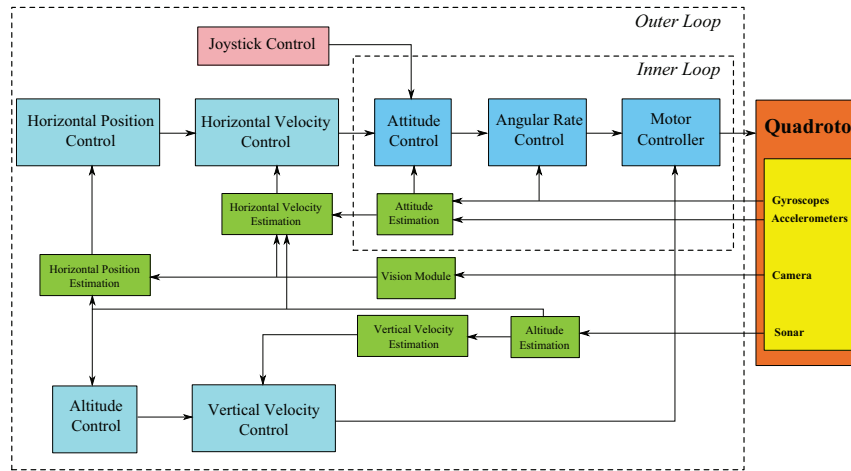 Outer Loop
Joystick Control
Inner Loop
Horizontal Position
Control
Horizontal Velocity
Control
Attitude
Control
Angular Rate
Control
Motor
Controller
Quadroto
Horizontal Velocity
Estimation
Attitude
Estimation
Gyroscopes
Accelerometers
Horizontal Position
Estimation
Vision Module
Camera
Vertical Velocity
Estimation
Altitude
Estimation
Sonar
Altitude
Control
Vertical Velocity
Control